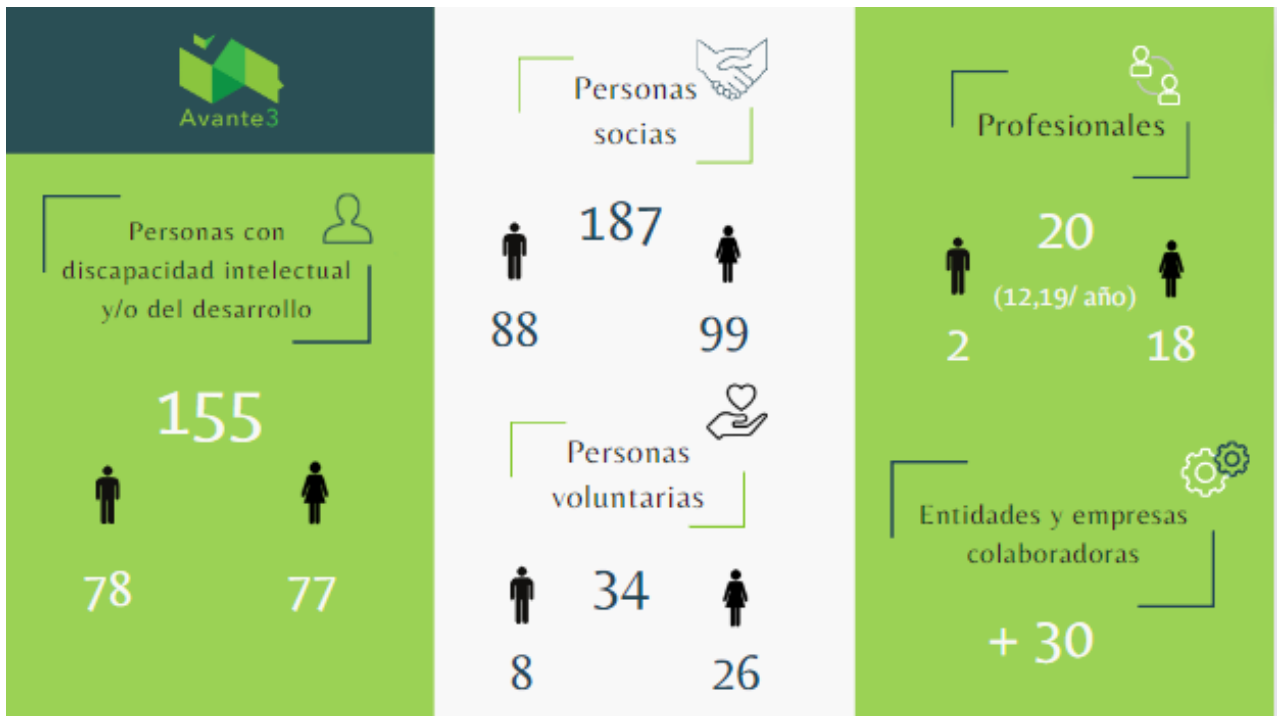 Avante3
Personas con
discapacidad intelectual
y/o del desarrollo
155
78
77
Personas
socias
187
88
99
Personas
voluntarias
34
8
26
Profesionales
20
(12,19/ año)
2
18
Entidades y empresas
colaboradoras
+ 30